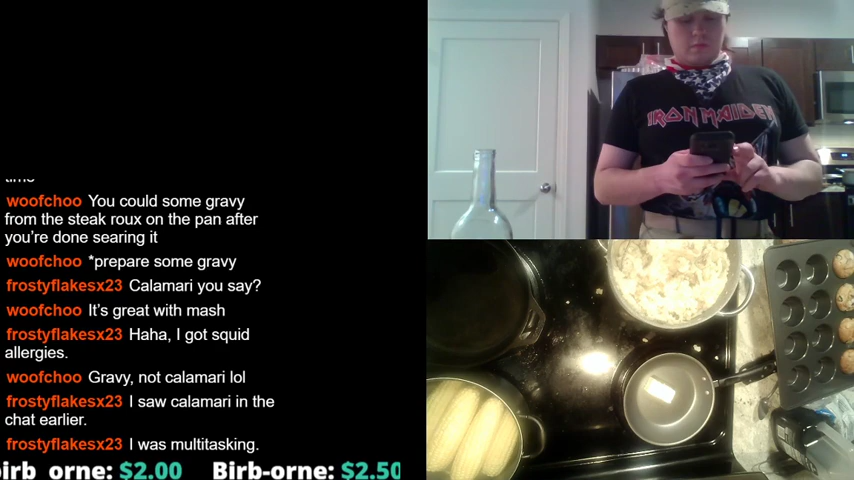 time
woofchoo You could some gravy
from the steak roux on the pan after
you're done searing it
woofchoo *prepare some gravy
frostyflakesx23 Calamari you say?
woofchoo It's great with mash
frostyflakesx23 Haha, I got squid
allergies.
woofchoo Gravy, not calamari lol
frostyflakesx23 I saw calamari in the
chat earlier.
frostyflakesx23 I was multitasking.
birb_orne: $2.00 Birb-orne: $2.50
IRON MAIDEN